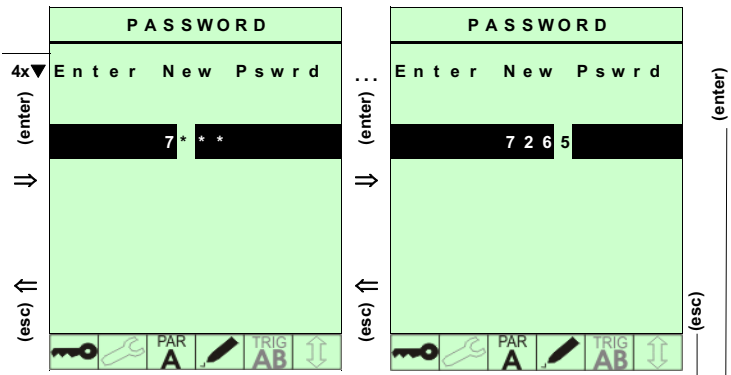 PASSWORD
4x▼
Enter New Pswrd
(enter)
7***
⇒
⇐
(esc)
PAR
A
TRIG
AB
...
(enter)
⇒
⇐
(esc)
PASSWORD
Enter New Pswrd
7265
PAR
A
TRIG
AB
(enter)
(esc)